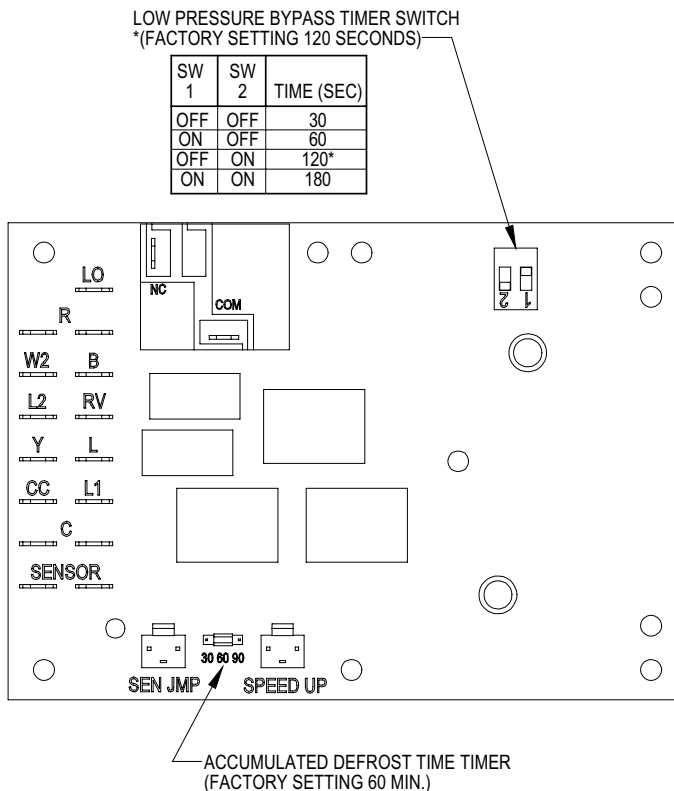 LOW PRESSURE BYPASS TIMER SWITCH
*(FACTORY SETTING 120 SECONDS)
SW 1 SW 2 TIME (SEC)
OFF OFF 30
ON OFF 60
OFF ON 120*
ON ON 180
LO
NC
COM
R
2 1
W2 B
L2 RV
Y L
CC L1
C
SENSOR
30 60 90
SEN JMP SPEED UP
ACCUMULATED DEFROST TIME TIMER
(FACTORY SETTING 60 MIN.)